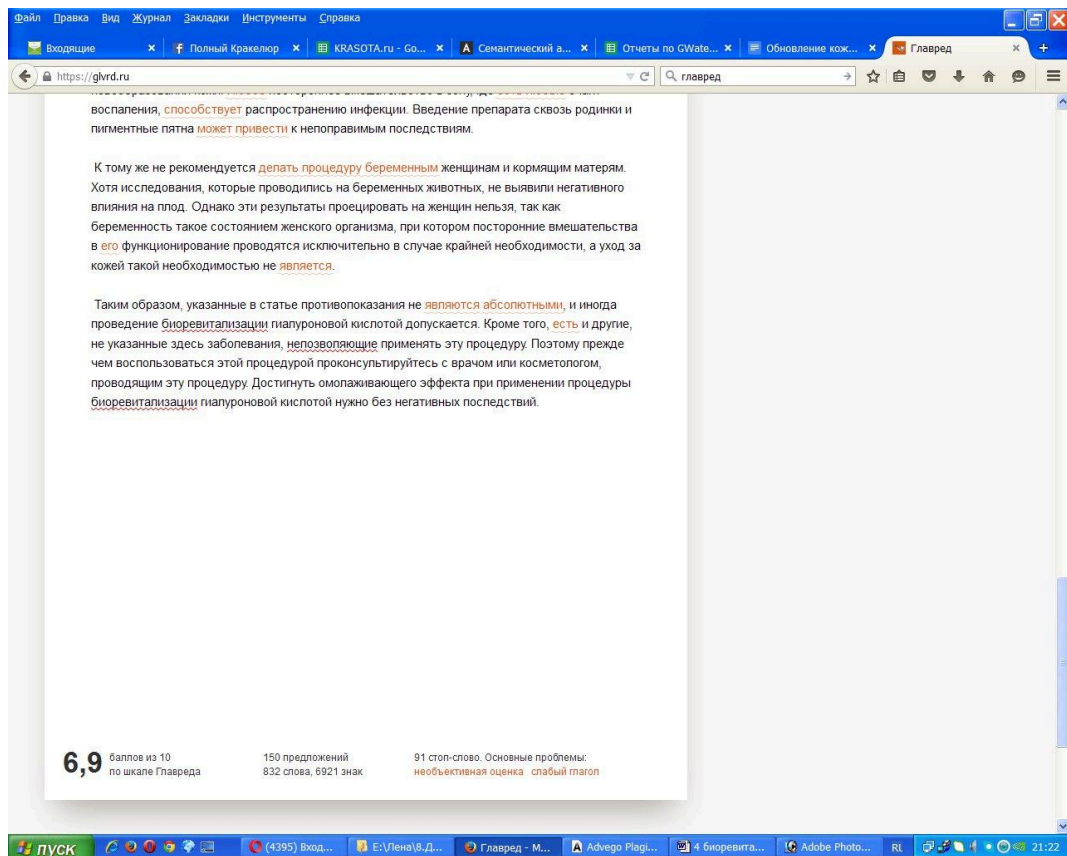 Файл Правка Вид Журнал Закладки Инструменты Справка
Входящие Полный Кракелюр KRASOTA.ru - Go... Семантический а... Отчеты по GWate... Обновление кож... Главред
https://glvrd.ru главред
воспаления, способствует распространению инфекции. Введение препарата сквозь родинки и
пигментные пятна может привести к непоправимым последствиям.
К тому же не рекомендуется делать процедуру беременным женщинам и кормящим матерям.
Хотя исследования, которые проводились на беременных животных, не выявили негативного
влияния на плод. Однако эти результаты проецировать на женщин нельзя, так как
беременность такое состоянием женского организма, при котором посторонние вмешательства
в его функционирование проводятся исключительно в случае крайней необходимости, а уход за
кожей такой необходимостью не является.
Таким образом, указанные в статье противопоказания не являются абсолютными, и иногда
проведение биоревитализации гиалуроновой кислотой допускается. Кроме того, есть и другие,
не указанные здесь заболевания, непозволяющие применять эту процедуру. Поэтому прежде
чем воспользоваться этой процедурой проконсультируйтесь с врачом или косметологом,
проводящим эту процедуру. Достигнуть омолаживающего эффекта при применении процедуры
биоревитализации гиалуроновой кислотой нужно без негативных последствий.
6,9 баллов из 10 150 предложений 91 стоп-слово. Основные проблемы:
по шкале Главреда 832 слова, 6921 знак необъективная оценка слабый глагол
пуск (4395) Вход... E:\Лена\8.Д... Главред - М... Advego Plagi... 4 биоревита... Adobe Photo... RL 21:22